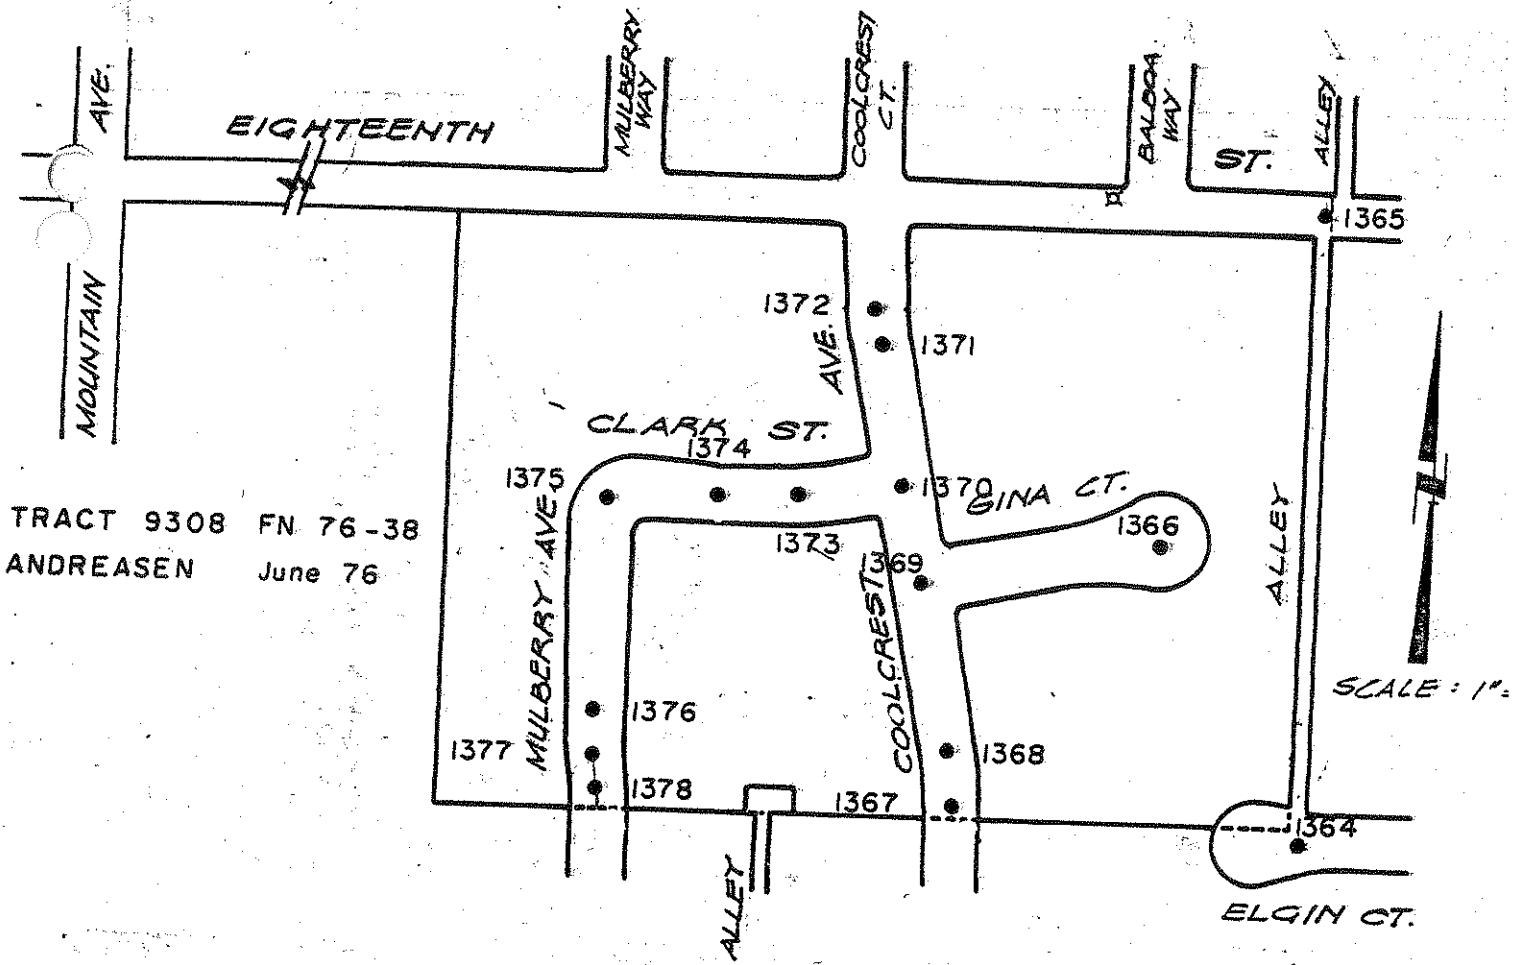 AVE.
MULBERRY
WAY
COOLCREST
CT.
BALBOA
WAY
ALLEY
EIGHTEENTH
ST.
1365
MOUNTAIN
1372
1371
AVE.
CLARK ST.
1374
1375
1370
GINA CT.
1366
TRACT 9308 FN 76-38
ANDREASEN June 76
1373
1369
MULBERRY AVE.
COOLCREST
ALLEY
SCALE : 1"=
1376
1377
1368
1378
1367
1364
ALLEY
ELGIN CT.